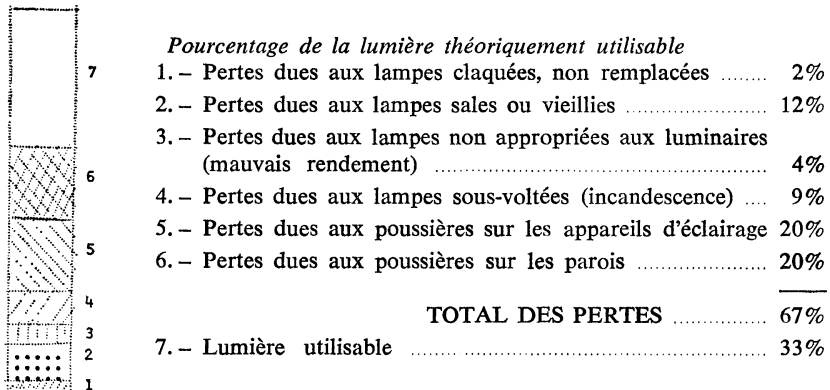 Pourcentage de la lumière théoriquement utilisable
7
1. – Pertes dues aux lampes claquées, non remplacées ........ 2%
2. – Pertes dues aux lampes sales ou vieillies ........ 12%
3. – Pertes dues aux lampes non appropriées aux luminaires
(mauvais rendement) ........ 4%
6
4. – Pertes dues aux lampes sous-voltées (incandescence) .... 9%
5. – Pertes dues aux poussières sur les appareils d'éclairage 20%
5
6. – Pertes dues aux poussières sur les parois ........ 20%
4
TOTAL DES PERTES ........ 67%
3
7. – Lumière utilisable ........ 33%
2
1